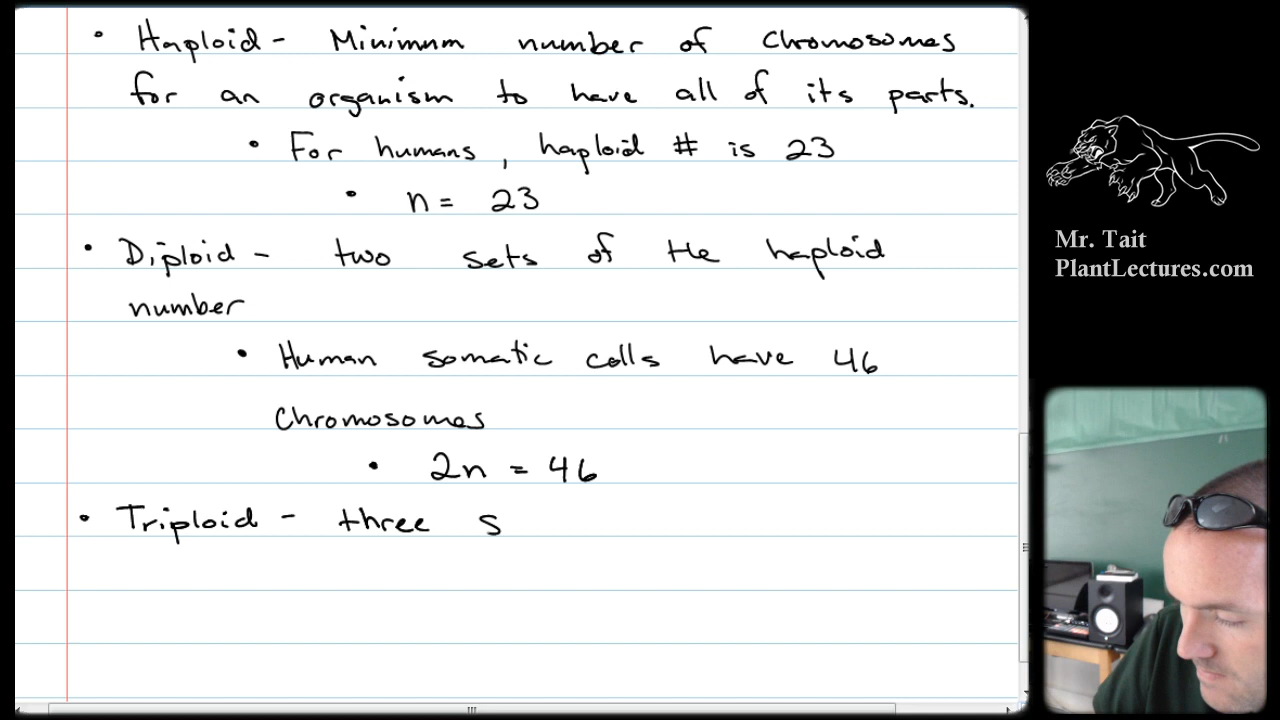 • Haploid - Minimum number of chromosomes
for an organism to have all of its parts.
• For humans, haploid # is 23
• n = 23
• Diploid - two sets of the haploid
number
• Human somatic cells have 46
chromosomes
• 2n = 46
• Triploid - three s
Mr. Tait
PlantLectures.com